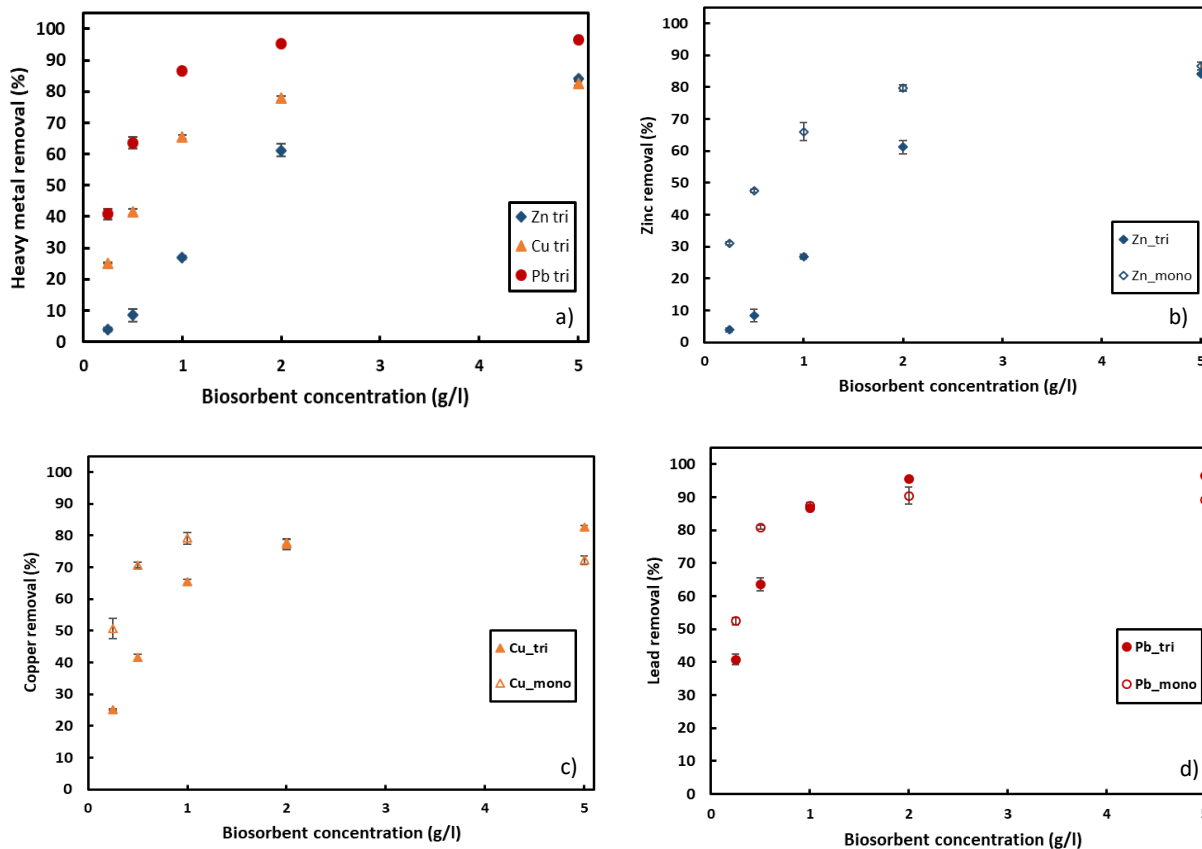 Heavy metal removal (%)
100
90
80
70
60
50
40
30
20
10
0
0 1 2 3 4 5
Biosorbent concentration (g/l)
Zn tri
Cu tri
Pb tri
a)
Zinc removal (%)
100
90
80
70
60
50
40
30
20
10
0
0 1 2 3 4 5
Biosorbent concentration (g/l)
Zn_tri
Zn_mono
b)
Copper removal (%)
100
90
80
70
60
50
40
30
20
10
0
0 1 2 3 4 5
Biosorbent concentration (g/l)
Cu_tri
Cu_mono
c)
Lead removal (%)
100
90
80
70
60
50
40
30
20
10
0
0 1 2 3 4 5
Biosorbent concentration (g/l)
Pb_tri
Pb_mono
d)